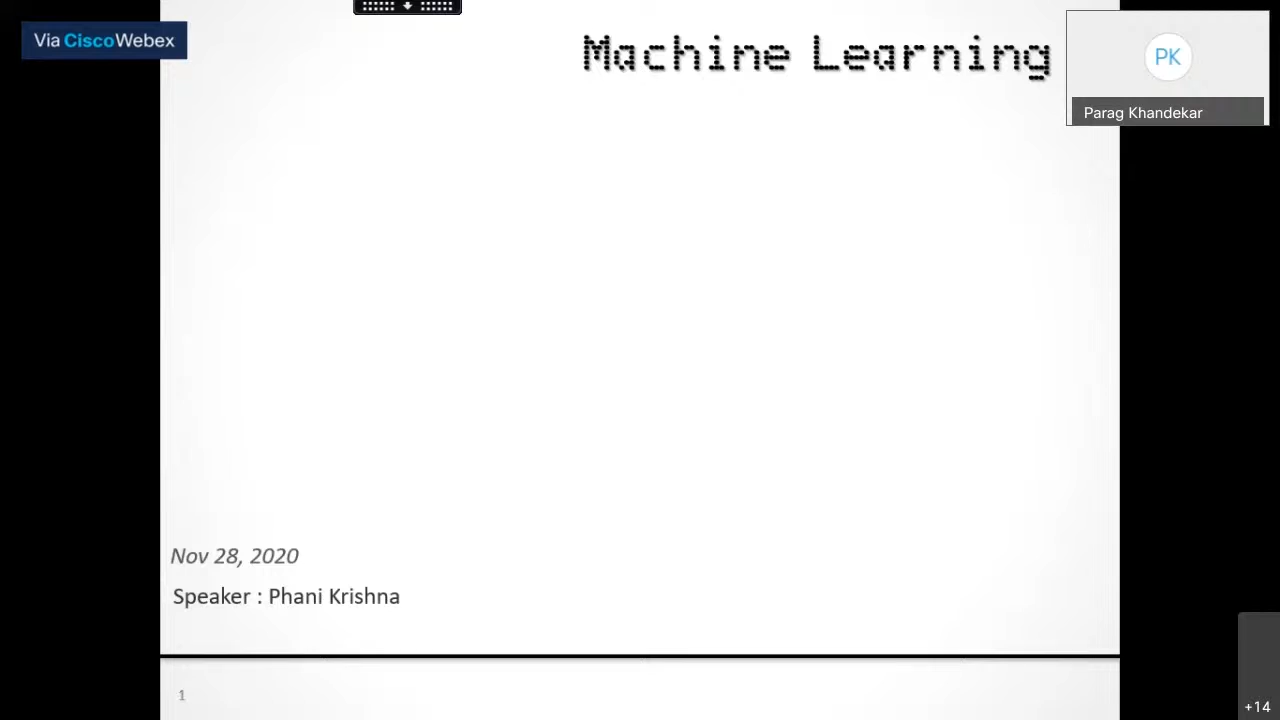 Via CiscoWebex
Machine Learning
PK
Parag Khandekar
Nov 28, 2020
Speaker : Phani Krishna
1
+14